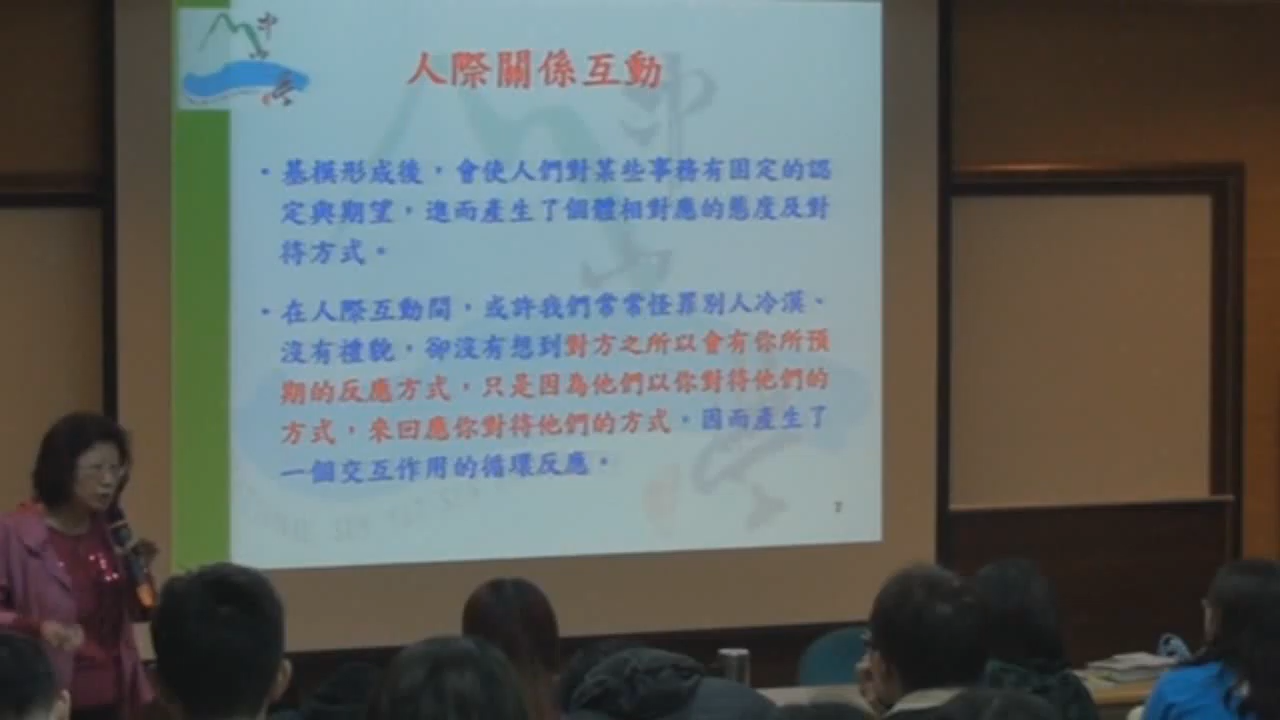 人際關係互動
・基模形成後，會使人們對某些事務有固定的認
定與期望，進而產生了個體相對應的態度及對
待方式。
・在人際互動間，或許我們常常怪罪別人冷漠、
沒有禮貌，卻沒有想到對方之所以會有你所預
期的反應方式，只是因為他們以你對待他們的
方式，來回應你對待他們的方式。因而產生了
一個交互作用的循環反應。
7